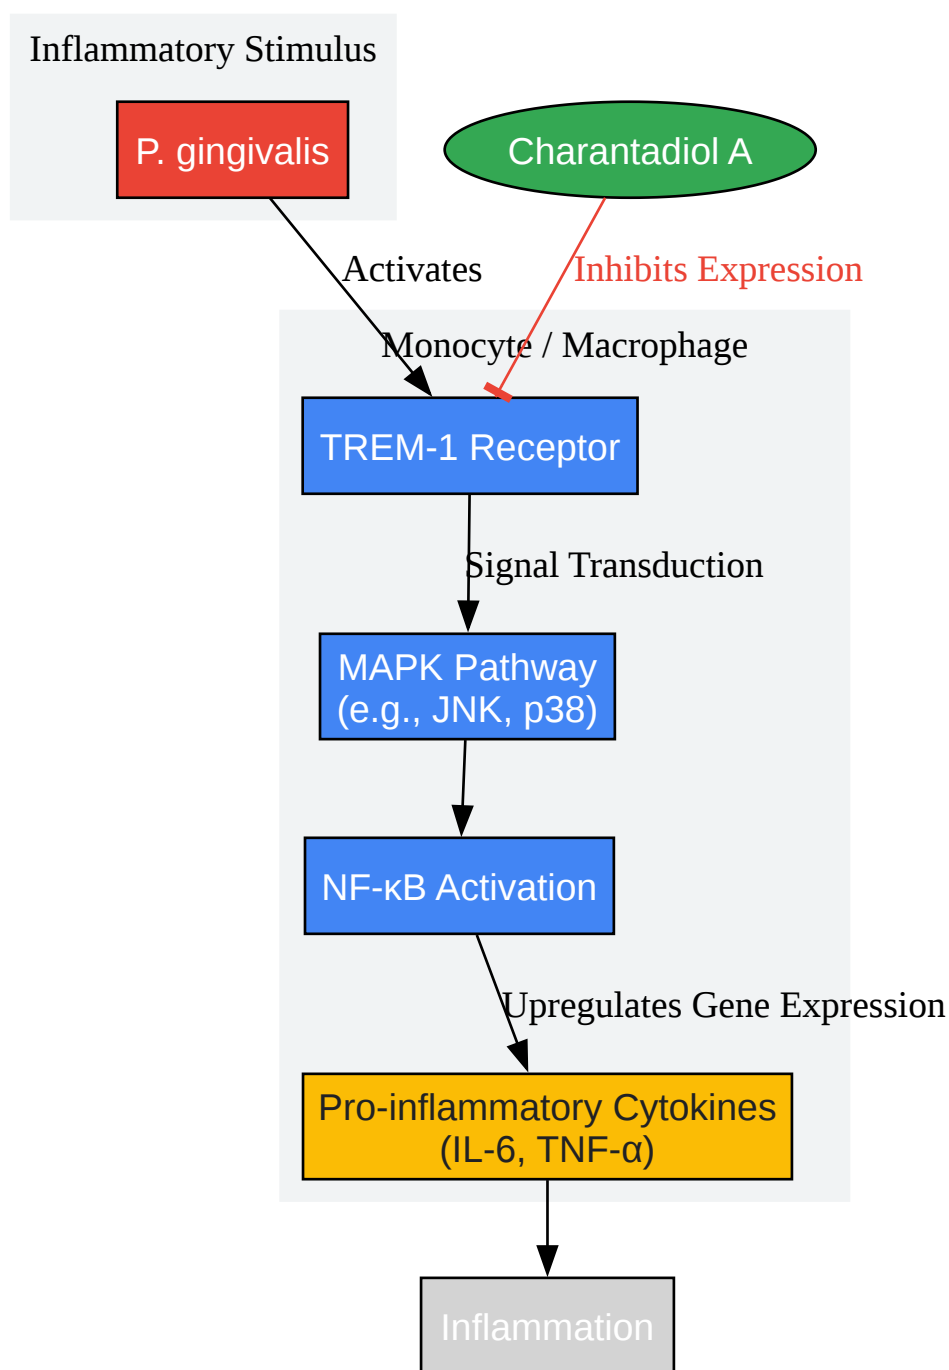 Inflammatory Stimulus
P. gingivalis
Charantadiol A
Activates
Inhibits Expression
Monocyte / Macrophage
TREM-1 Receptor
Signal Transduction
MAPK Pathway
(e.g., JNK, p38)
NF-κB Activation
Upregulates Gene Expression
Pro-inflammatory Cytokines
(IL-6, TNF-α)
Inflammation